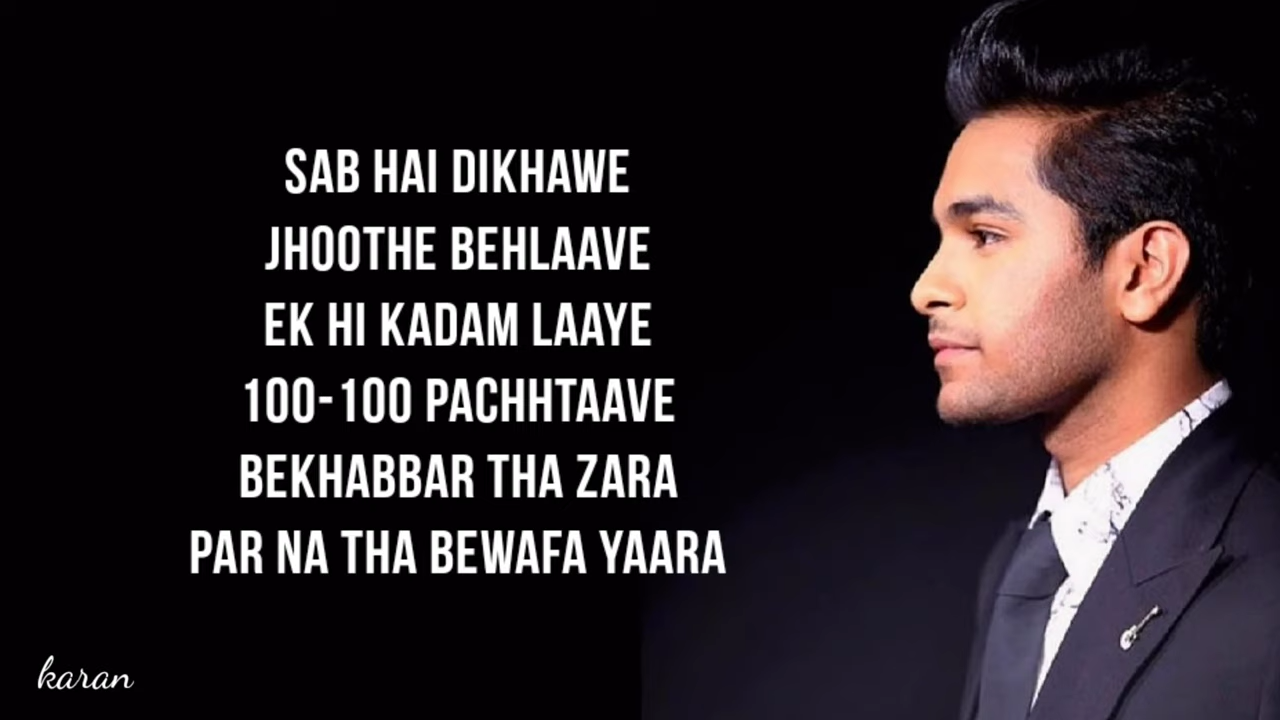 SAB HAI DIKHAWE
JHOOTHE BEHLAAVE
EK HI KADAM LAAYE
100-100 PACHHTAAVE
BEKHABBAR THA ZARA
PAR NA THA BEWAFA YAARA
karan